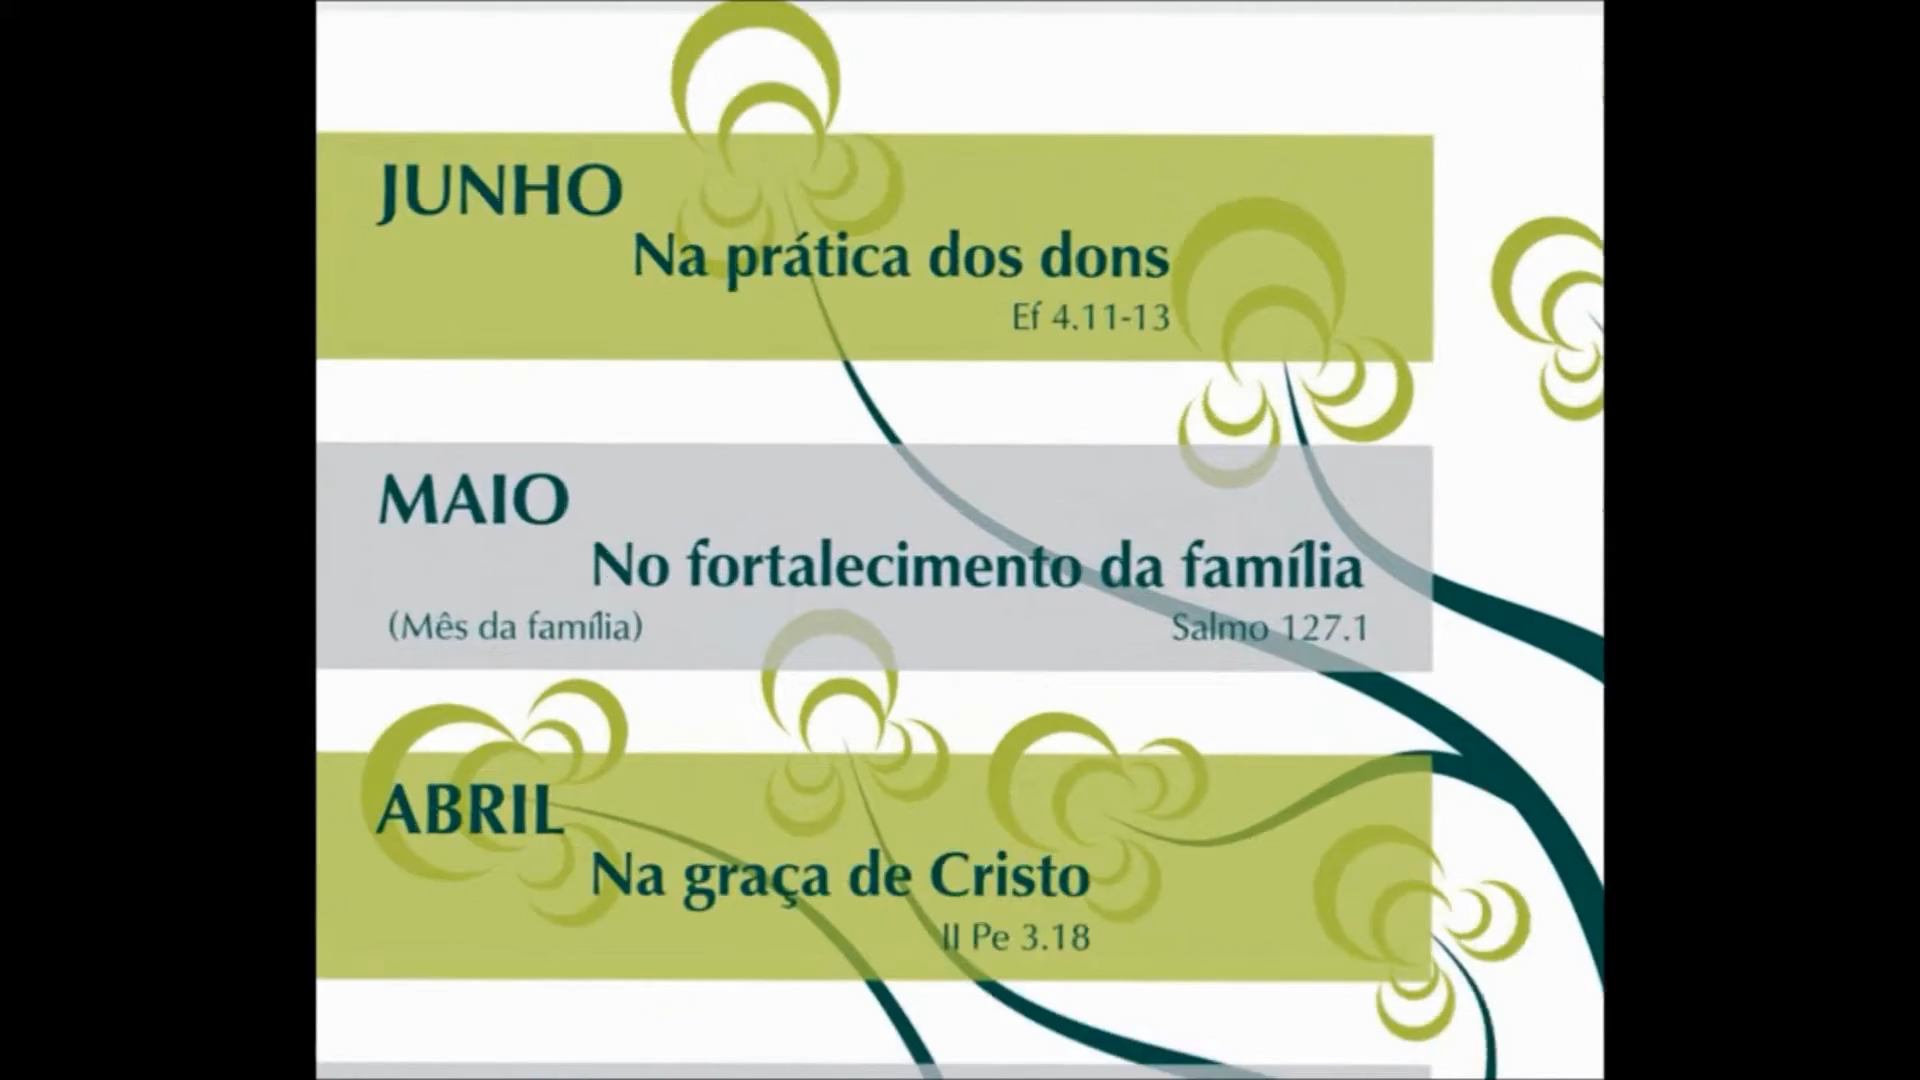 JUNHO
Na prática dos dons
Ef 4.11-13
MAIO
No fortalecimento da família
(Mês da família) Salmo 127.1
ABRIL
Na graça de Cristo
II Pe 3.18